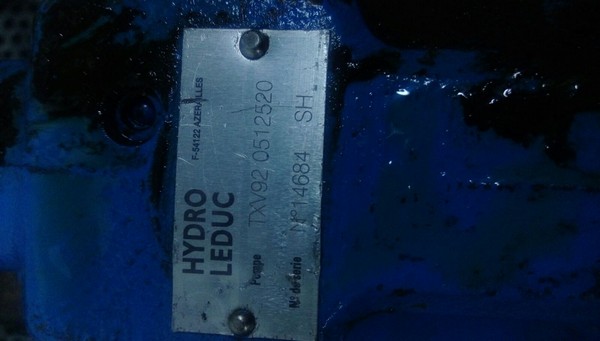 HYDRO
LEDUC
F-54122 AZERAILLES
Pompe TXV92 0512520
N° de série N°14684 SH